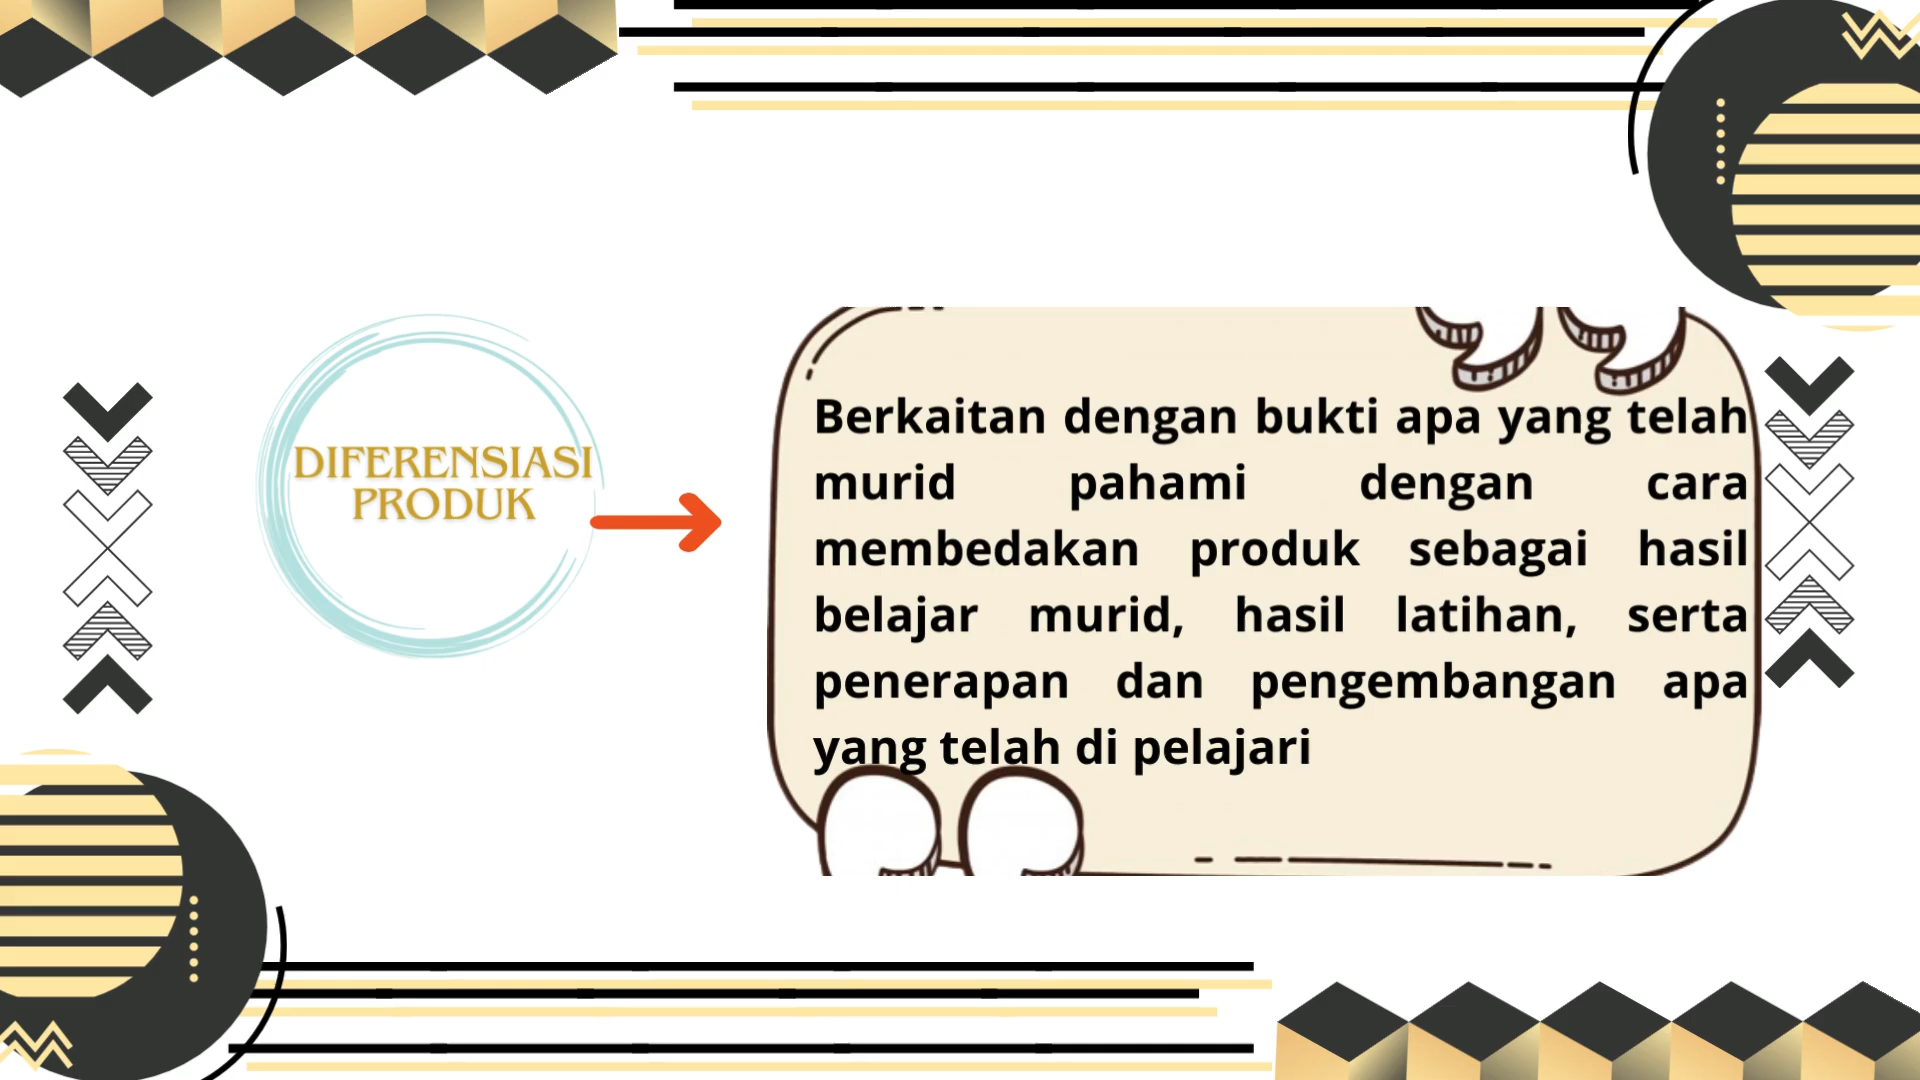 DIFERENSIASI
PRODUK
Berkaitan dengan bukti apa yang telah
murid pahami dengan cara
membedakan produk sebagai hasil
belajar murid, hasil latihan, serta
penerapan dan pengembangan apa
yang telah di pelajari